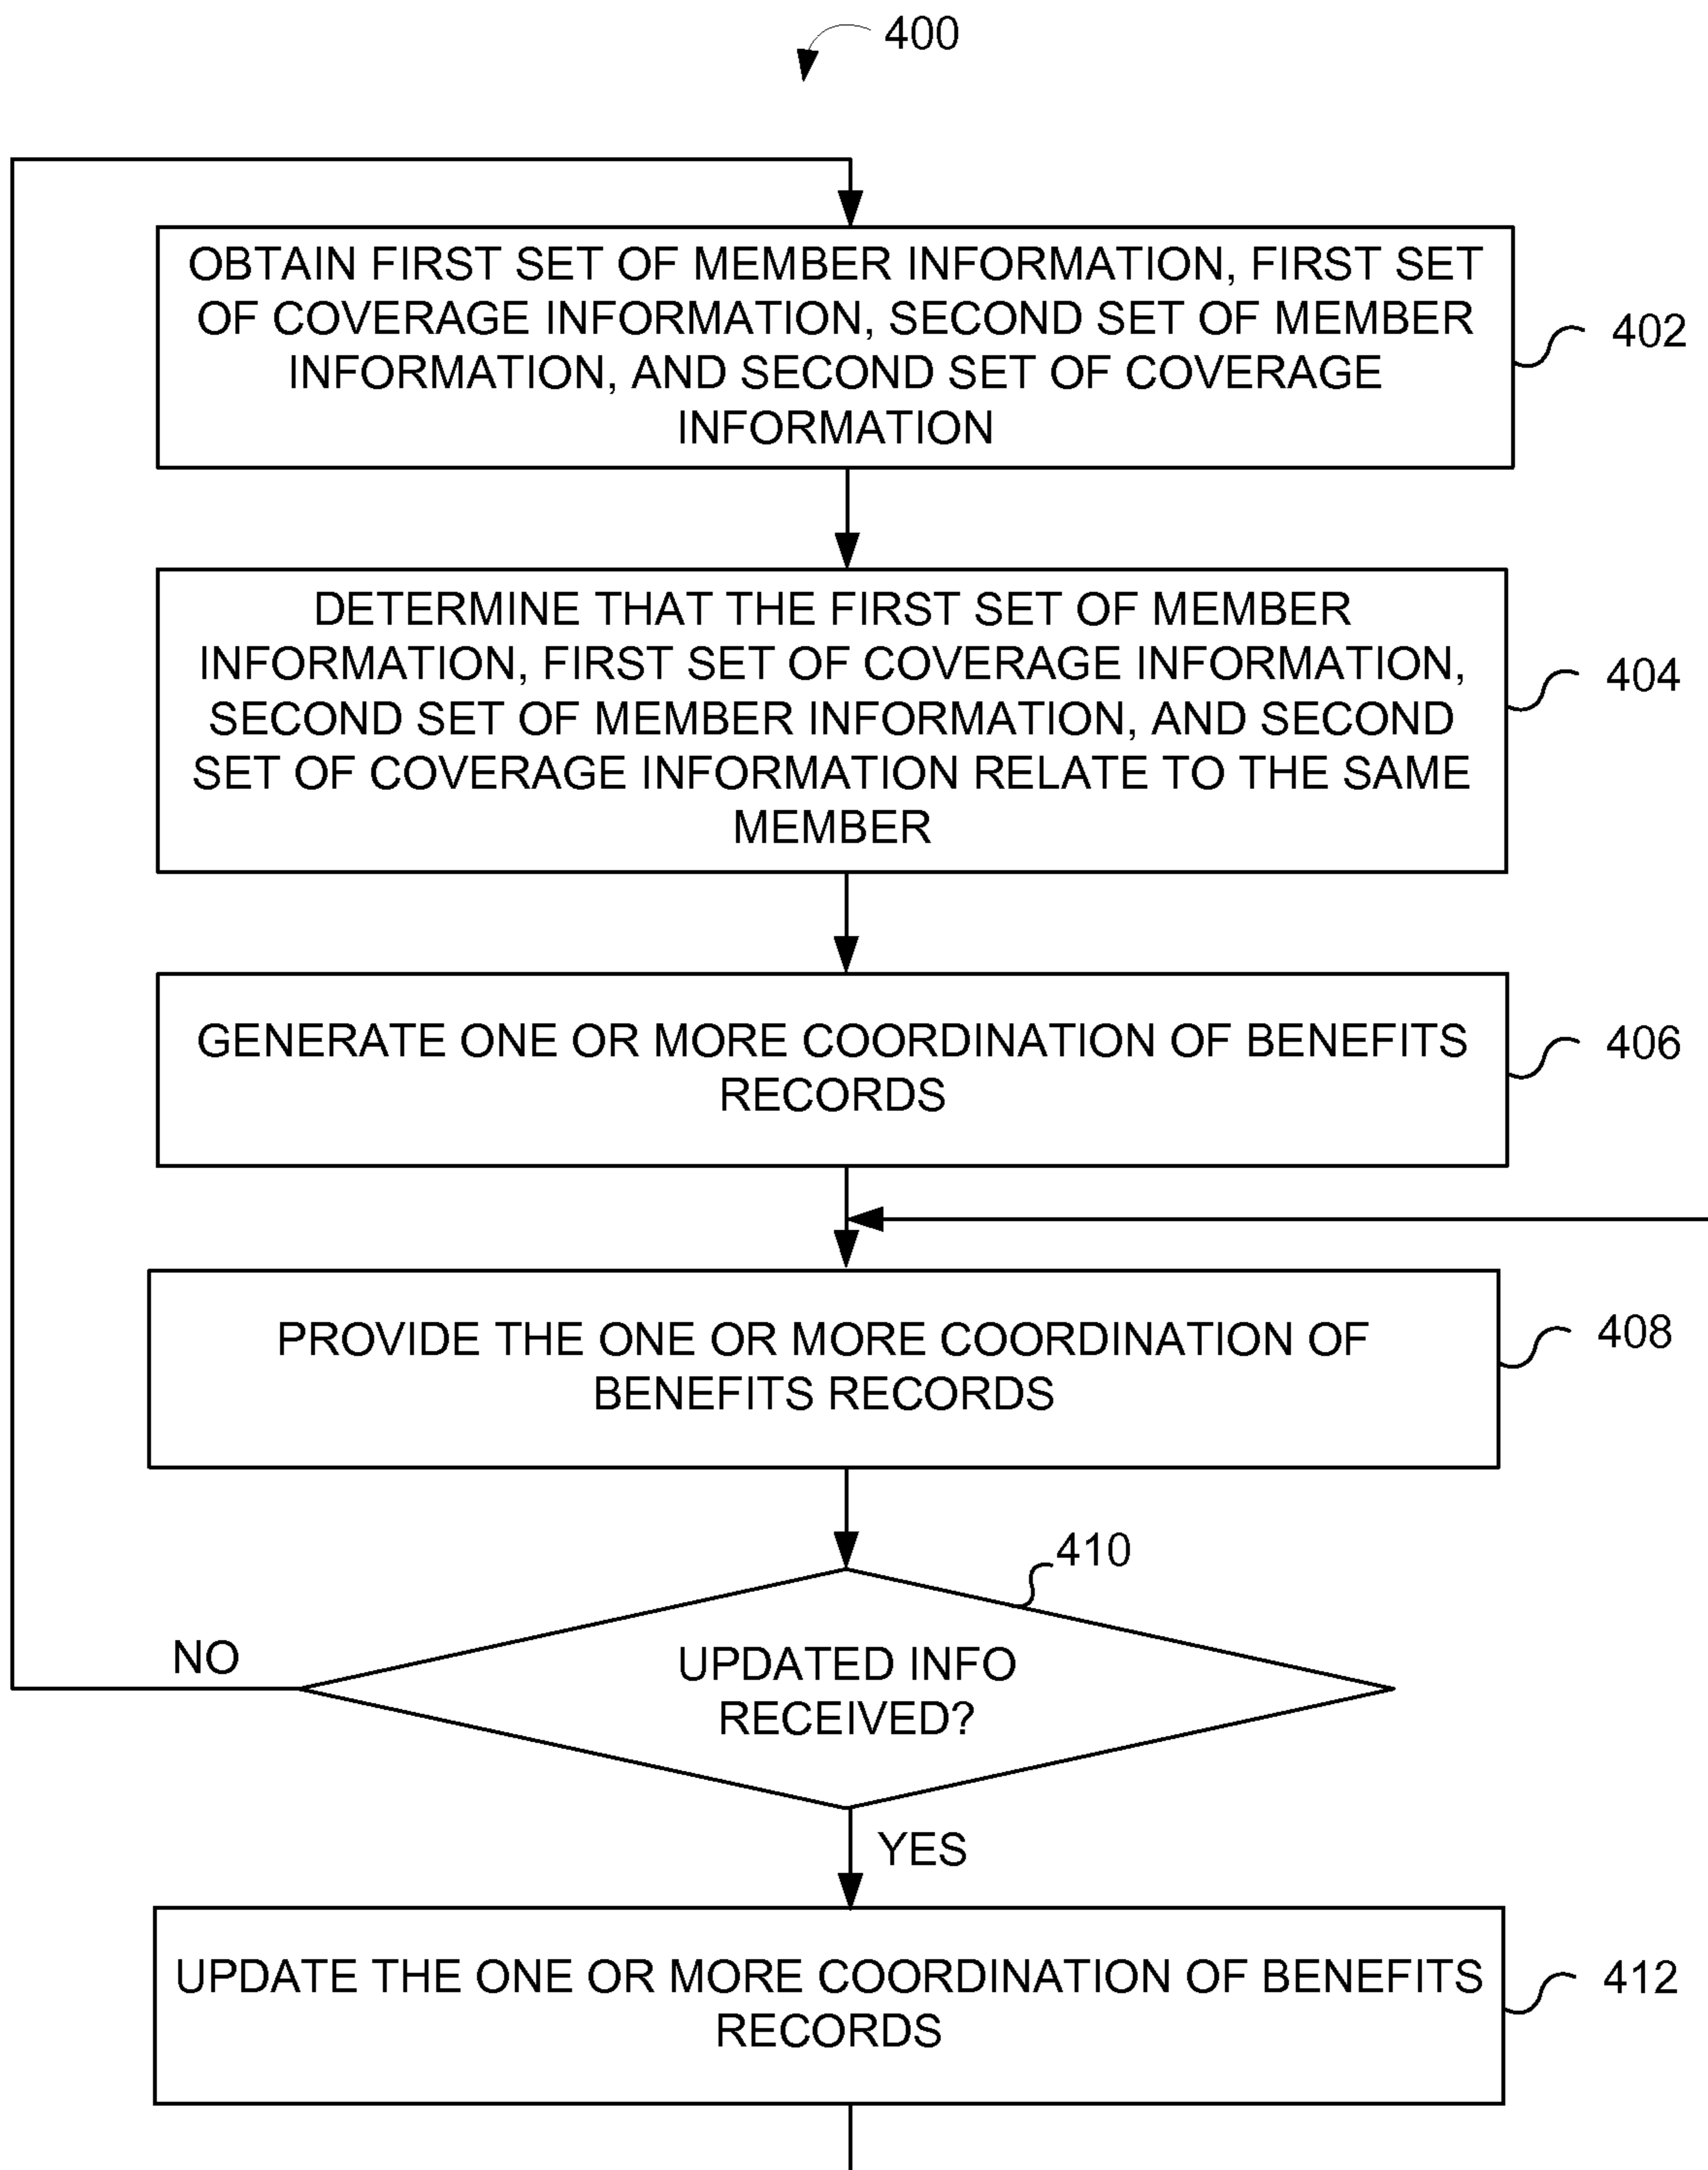 400
OBTAIN FIRST SET OF MEMBER INFORMATION, FIRST SET
OF COVERAGE INFORMATION, SECOND SET OF MEMBER
INFORMATION, AND SECOND SET OF COVERAGE
INFORMATION
402
DETERMINE THAT THE FIRST SET OF MEMBER
INFORMATION, FIRST SET OF COVERAGE INFORMATION,
SECOND SET OF MEMBER INFORMATION, AND SECOND
SET OF COVERAGE INFORMATION RELATE TO THE SAME
MEMBER
404
GENERATE ONE OR MORE COORDINATION OF BENEFITS
RECORDS
406
PROVIDE THE ONE OR MORE COORDINATION OF
BENEFITS RECORDS
408
410
UPDATED INFO
RECEIVED?
NO
YES
UPDATE THE ONE OR MORE COORDINATION OF BENEFITS
RECORDS
412